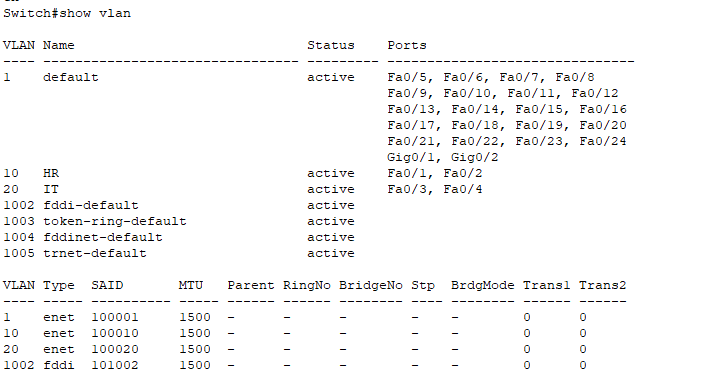 Switch#show vlan
VLAN Name                             Status    Ports
---- -------------------------------- --------- -------------------------------
1    default                          active    Fa0/5, Fa0/6, Fa0/7, Fa0/8
                                                Fa0/9, Fa0/10, Fa0/11, Fa0/12
                                                Fa0/13, Fa0/14, Fa0/15, Fa0/16
                                                Fa0/17, Fa0/18, Fa0/19, Fa0/20
                                                Fa0/21, Fa0/22, Fa0/23, Fa0/24
                                                Gig0/1, Gig0/2
10   HR                               active    Fa0/1, Fa0/2
20   IT                               active    Fa0/3, Fa0/4
1002 fddi-default                     active
1003 token-ring-default               active
1004 fddinet-default                  active
1005 trnet-default                    active
VLAN Type  SAID       MTU   Parent RingNo BridgeNo Stp  BrdgMode Trans1 Trans2
---- ----- ---------- ----- ------ ------ -------- ---- -------- ------ ------
1    enet  100001     1500  -      -      -        -    -        0      0
10   enet  100010     1500  -      -      -        -    -        0      0
20   enet  100020     1500  -      -      -        -    -        0      0
1002 fddi  101002     1500  -      -      -        -    -        0      0